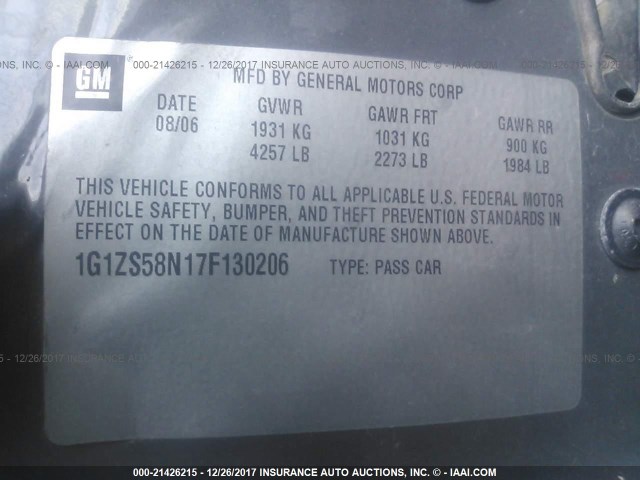 000-21426215 - 12/26/2017 INSURANCE AUTO AUCTIONS, INC. - © - IAAI.COM
GM
MFD BY GENERAL MOTORS CORP
DATE GVWR GAWR FRT GAWR RR
08/06 1931 KG 1031 KG 900 KG
4257 LB 2273 LB 1984 LB
THIS VEHICLE CONFORMS TO ALL APPLICABLE U.S. FEDERAL MOTOR
VEHICLE SAFETY, BUMPER, AND THEFT PREVENTION STANDARDS IN
EFFECT ON THE DATE OF MANUFACTURE SHOWN ABOVE.
1G1ZS58N17F130206 TYPE: PASS CAR
000-21426215 - 12/26/2017 INSURANCE AUTO AUCTIONS, INC. - © - IAAI.COM